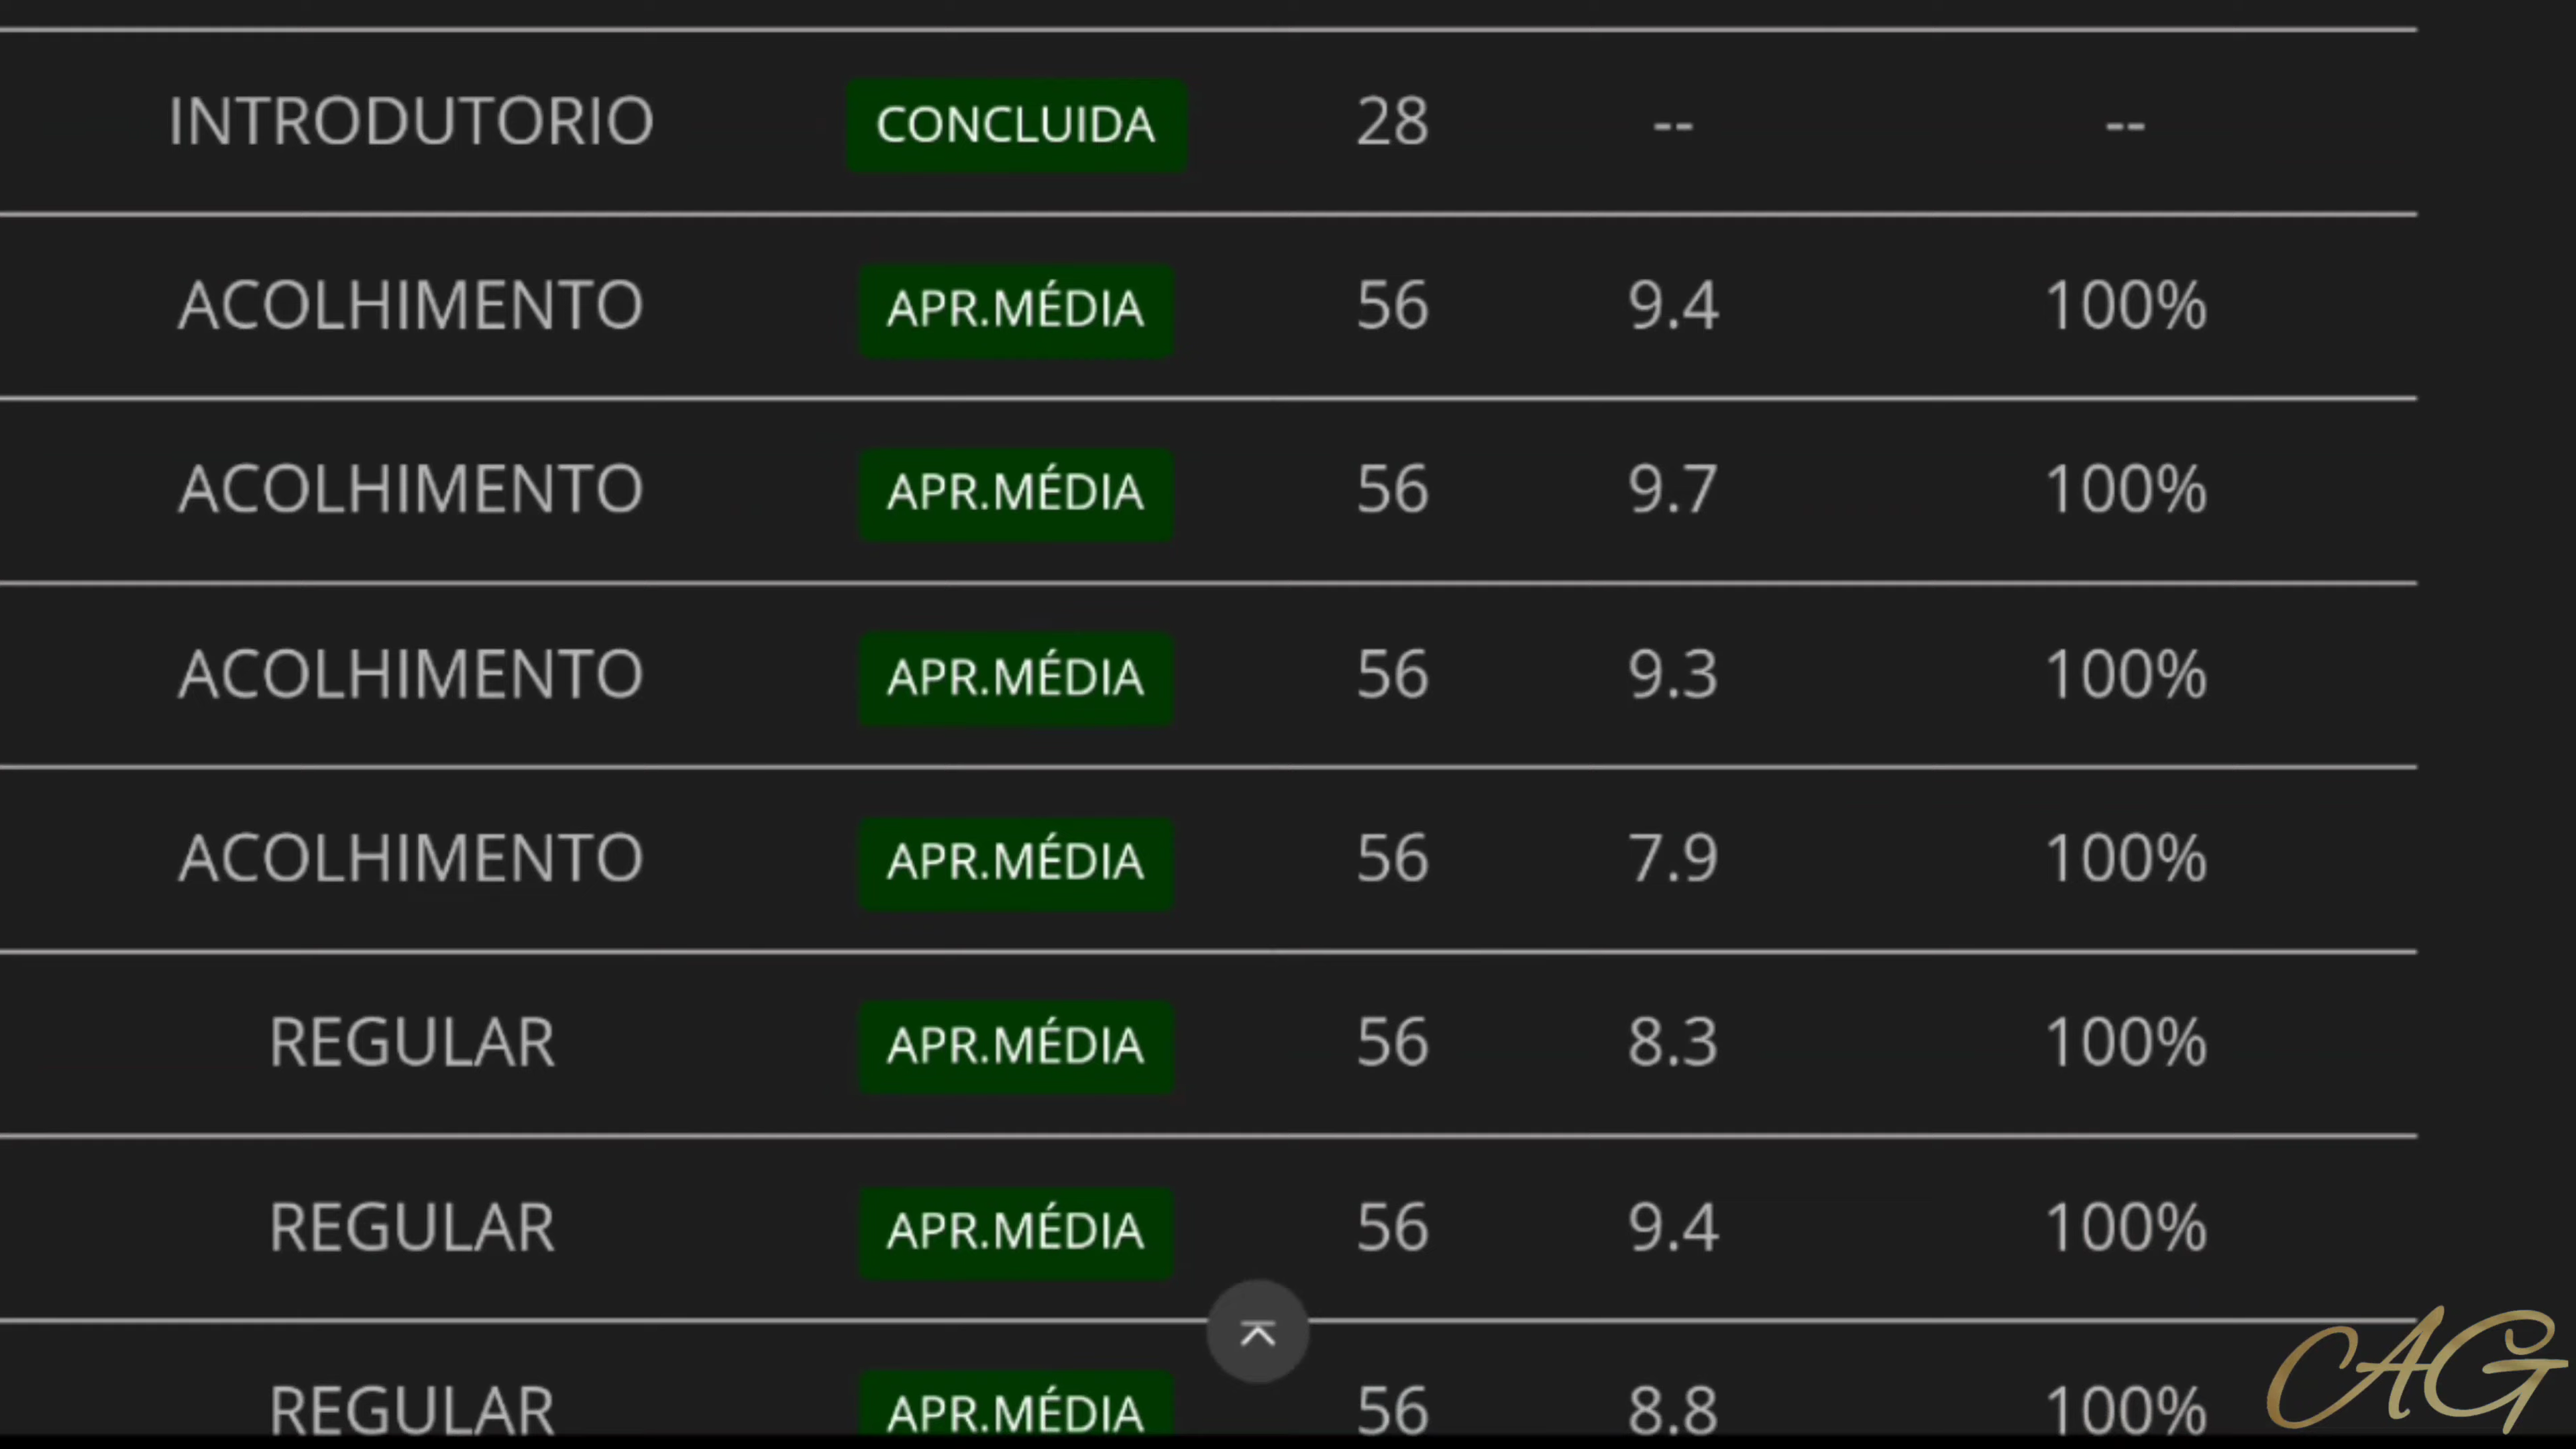 INTRODUTORIO CONCLUIDA 28 -- --
ACOLHIMENTO APR.MÉDIA 56 9.4 100%
ACOLHIMENTO APR.MÉDIA 56 9.7 100%
ACOLHIMENTO APR.MÉDIA 56 9.3 100%
ACOLHIMENTO APR.MÉDIA 56 7.9 100%
REGULAR APR.MÉDIA 56 8.3 100%
REGULAR APR.MÉDIA 56 9.4 100%
REGULAR APR.MÉDIA 56 8.8 100%
CAG